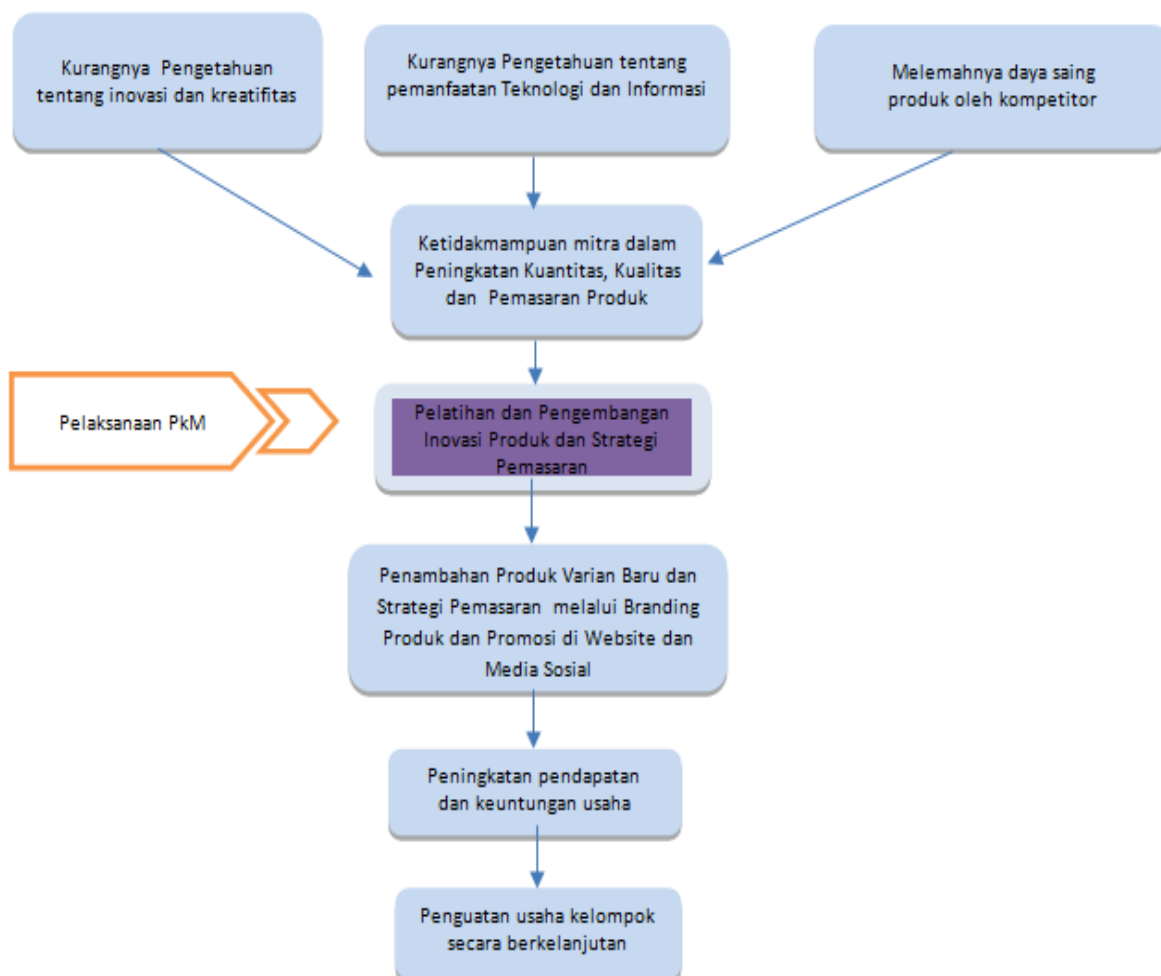 Kurangnya Pengetahuan
tentang inovasi dan kreatifitas
Kurangnya Pengetahuan tentang
pemanfaatan Teknologi dan Informasi
Melemahnya daya saing
produk oleh kompetitor
Ketidakmampuan mitra dalam
Peningkatan Kuantitas, Kualitas
dan Pemasaran Produk
Pelaksanaan PkM
Pelatihan dan Pengembangan
Inovasi Produk dan Strategi
Pemasaran
Penambahan Produk Varian Baru dan
Strategi Pemasaran melalui Branding
Produk dan Promosi di Website dan
Media Sosial
Peningkatan pendapatan
dan keuntungan usaha
Penguatan usaha kelompok
secara berkelanjutan